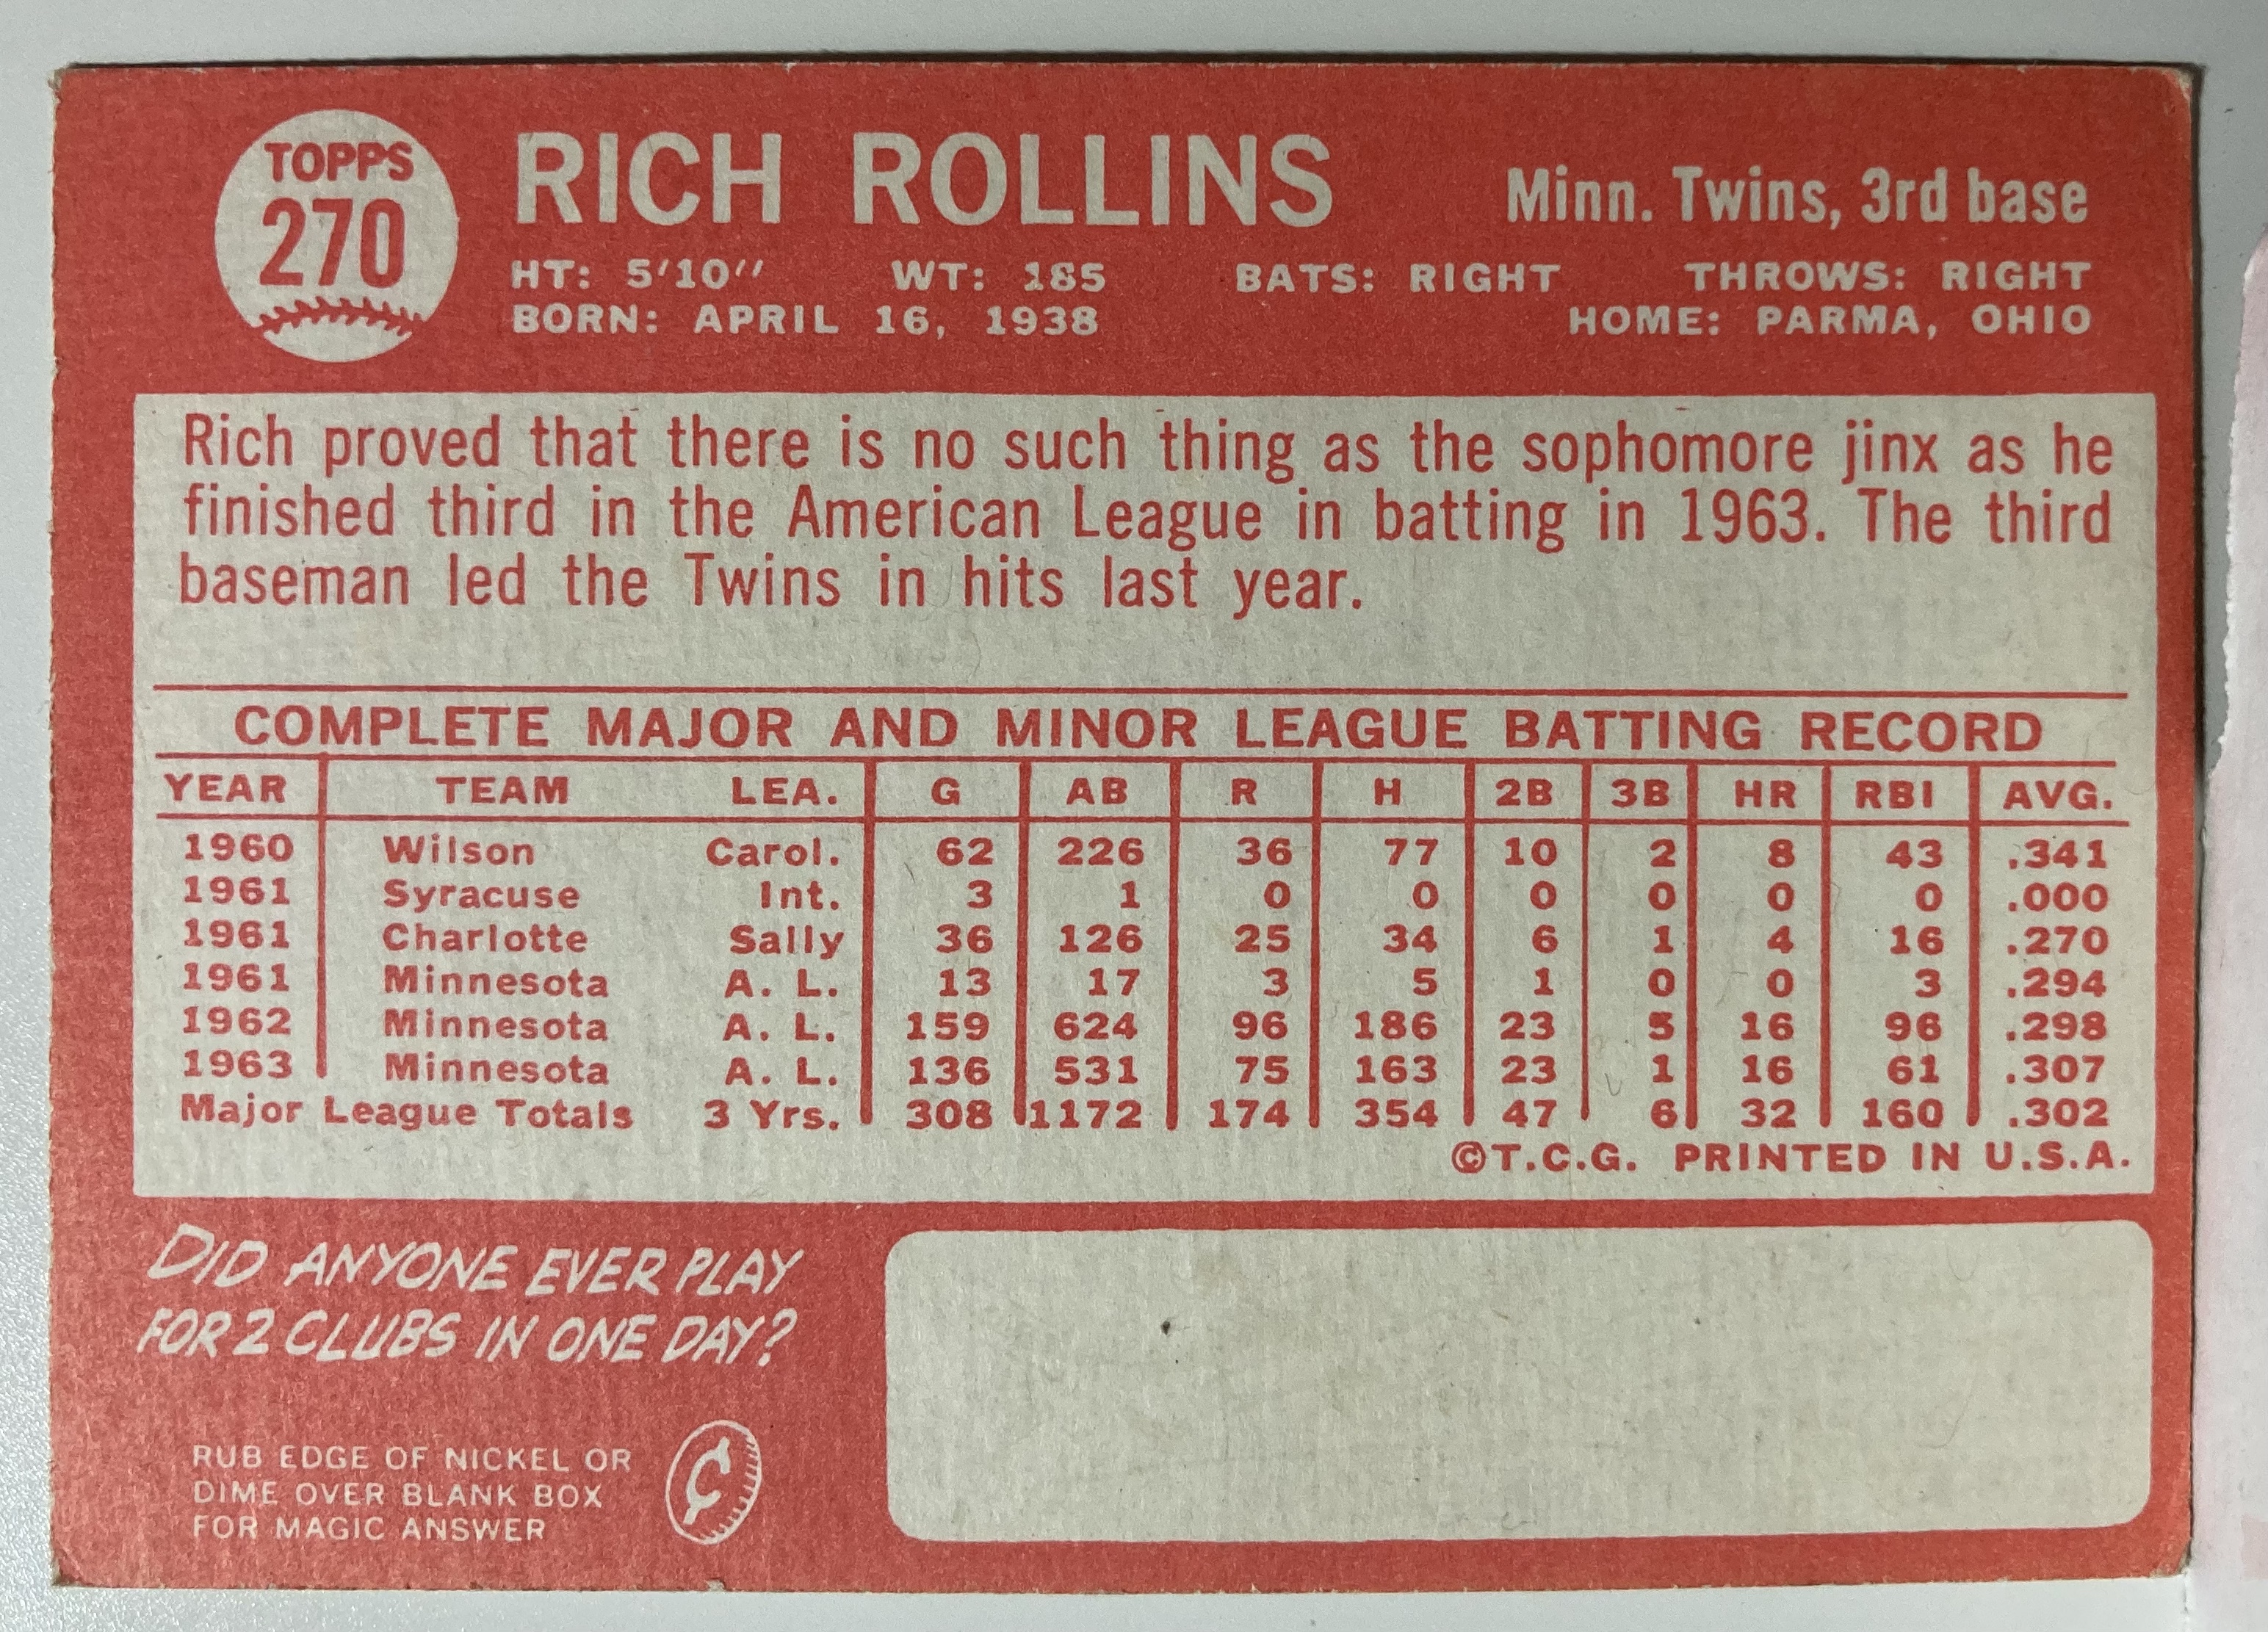 TOPPS
270
RICH ROLLINS
Minn. Twins, 3rd base
HT: 5'10" WT: 185 BATS: RIGHT THROWS: RIGHT
BORN: APRIL 16, 1938 HOME: PARMA, OHIO
Rich proved that there is no such thing as the sophomore jinx as he
finished third in the American League in batting in 1963. The third
baseman led the Twins in hits last year.
COMPLETE MAJOR AND MINOR LEAGUE BATTING RECORD
YEAR TEAM LEA. G AB R H 2B 3B HR RBI AVG.
1960 Wilson Carol. 62 226 36 77 10 2 8 43 .341
1961 Syracuse Int. 3 1 0 0 0 0 0 0 .000
1961 Charlotte Sally 36 126 25 34 6 1 4 16 .270
1961 Minnesota A. L. 13 17 3 5 1 0 0 3 .294
1962 Minnesota A. L. 159 624 96 186 23 5 16 96 .298
1963 Minnesota A. L. 136 531 75 163 23 1 16 61 .307
Major League Totals 3 Yrs. 308 1172 174 354 47 6 32 160 .302
©T.C.G. PRINTED IN U.S.A.
DID ANYONE EVER PLAY
FOR 2 CLUBS IN ONE DAY?
RUB EDGE OF NICKEL OR
DIME OVER BLANK BOX
FOR MAGIC ANSWER
¢